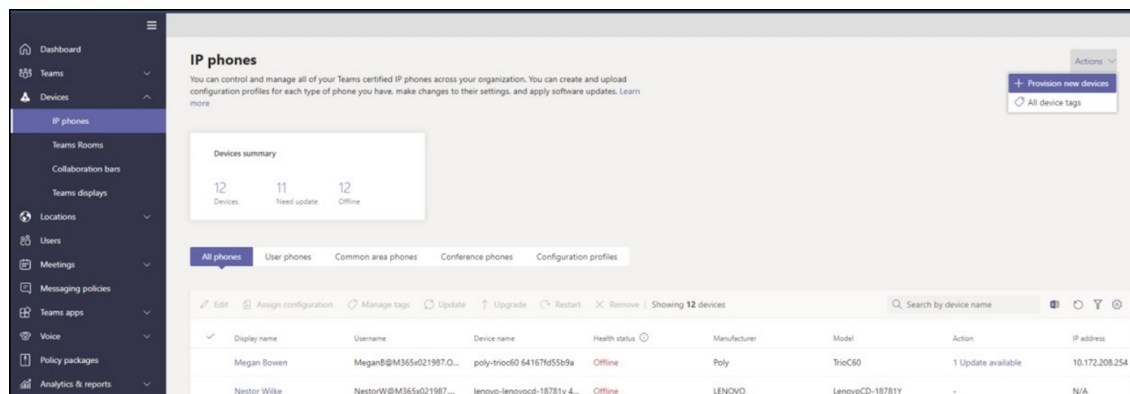 Dashboard
Teams
Devices
IP phones
Teams Rooms
Collaboration bars
Teams displays
Locations
Users
Meetings
Messaging policies
Teams apps
Voice
Policy packages
Analytics & reports
IP phones
You can control and manage all of your Teams certified IP phones across your organization. You can create and upload
configuration profiles for each type of phone you have, make changes to their settings, and apply software updates. Learn
more
Actions
+ Provision new devices
All device tags
Devices summary
12 11 12
Devices Need update Offline
All phones User phones Common area phones Conference phones Configuration profiles
Edit Assign configuration Manage tags Update Upgrade Restart Remove Showing 12 devices Search by device name
Display name Username Device name Health status Manufacturer Model Action IP address
Megan Bowen MeganB@M365x021987.O... poly-trioc60 64167fd55b9a Offline Poly TrioC60 1 Update available 10.172.208.254
Nestor Wilke NestorW@M365x021987.... lenovo-lenovocd-18781y 4... Offline LENOVO LenovoCD-18781Y - N/A